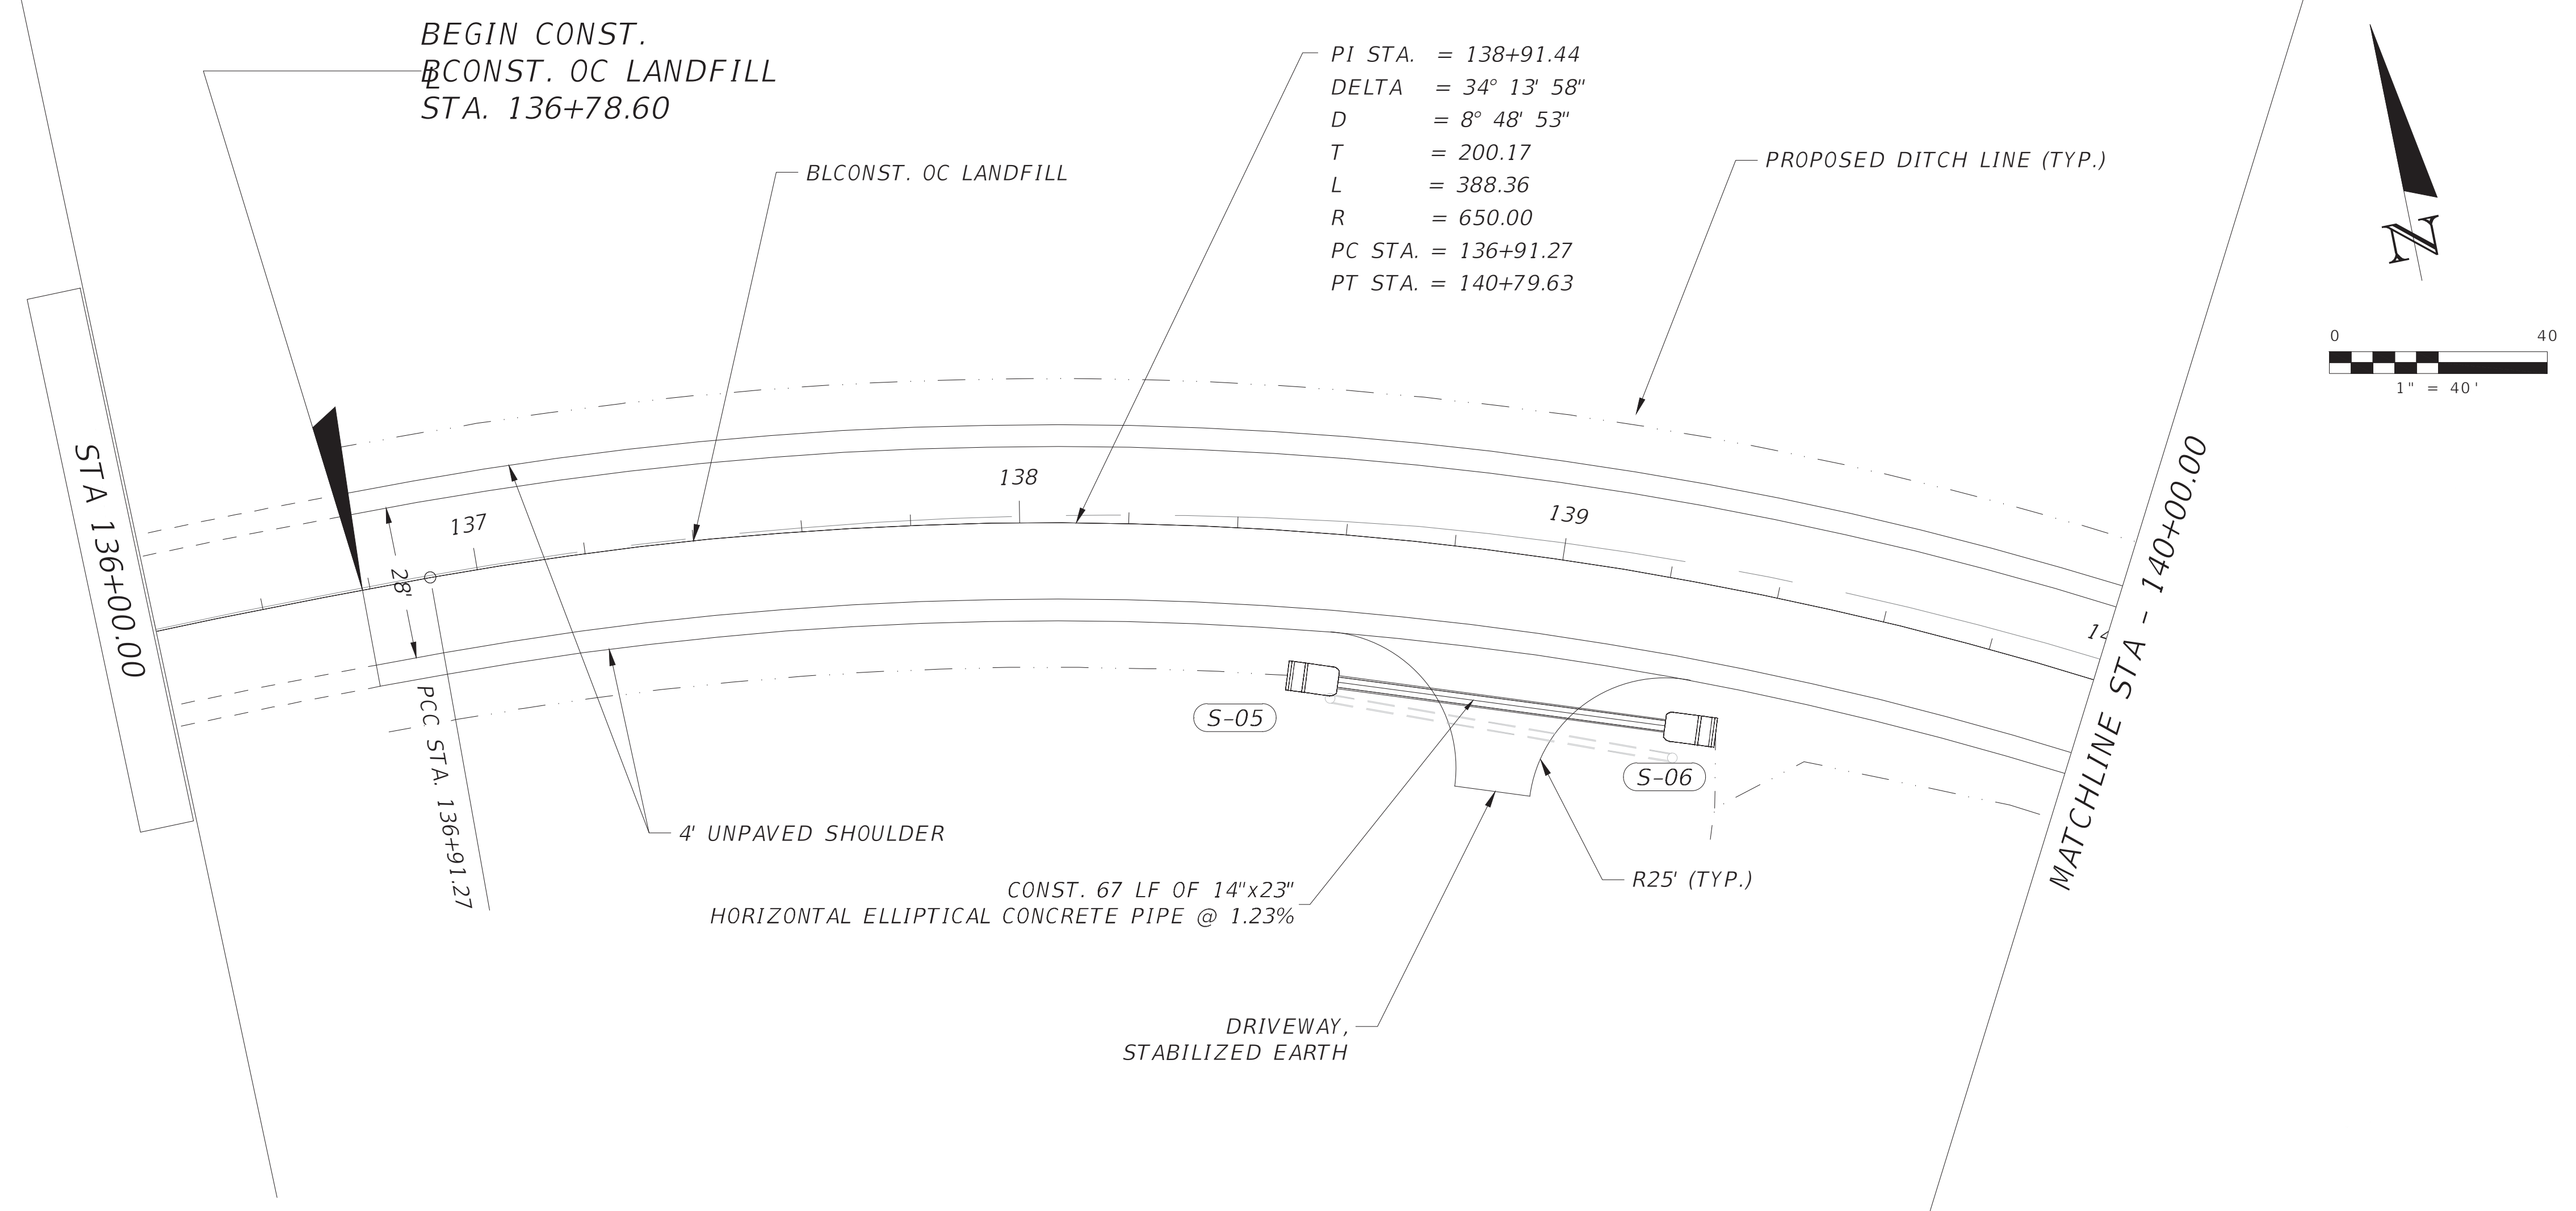 BEGIN CONST.
BL CONST. OC LANDFILL
STA. 136+78.60
BLCONST. OC LANDFILL
PI STA. = 138+91.44
DELTA = 34° 13' 58"
D = 8° 48' 53"
T = 200.17
L = 388.36
R = 650.00
PC STA. = 136+91.27
PT STA. = 140+79.63
PROPOSED DITCH LINE (TYP.)
N
0 40
1" = 40'
STA 136+00.00
137
138
139
28'
PCC STA. 136+91.27
MATCHLINE STA - 140+00.00
S-05
S-06
4' UNPAVED SHOULDER
CONST. 67 LF OF 14"x23"
HORIZONTAL ELLIPTICAL CONCRETE PIPE @ 1.23%
R25' (TYP.)
DRIVEWAY,
STABILIZED EARTH